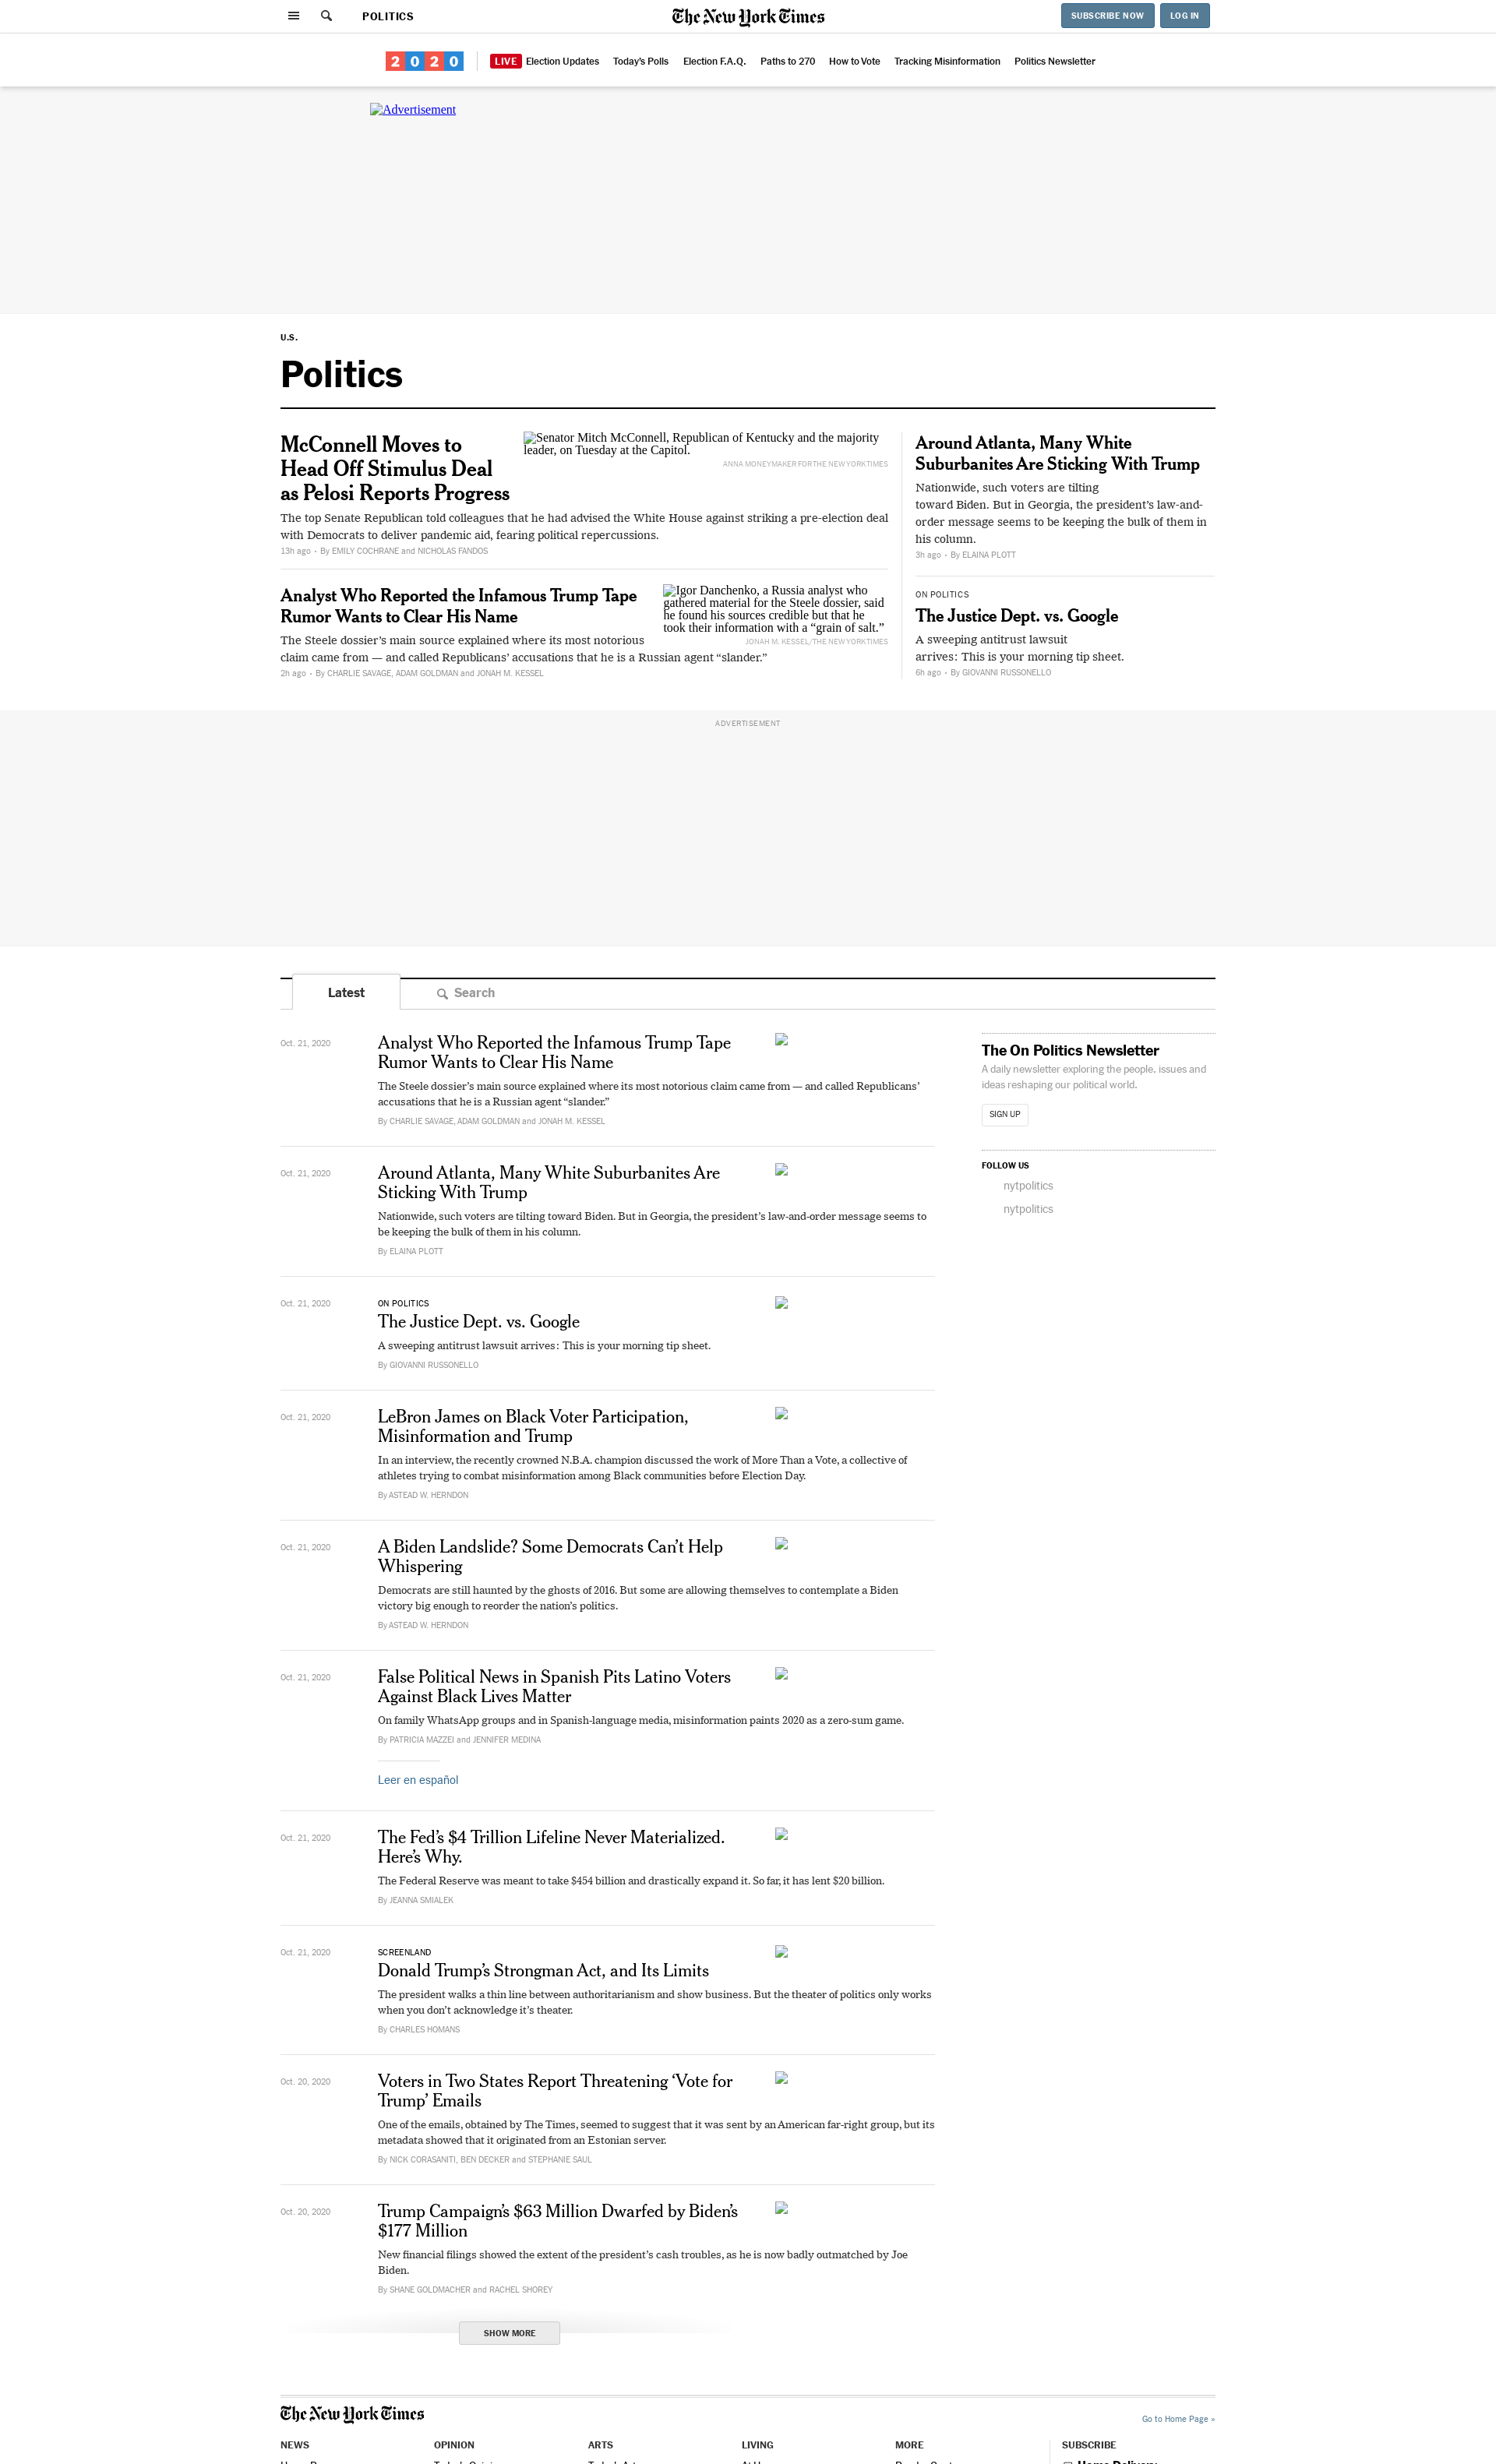 POLITICS
The New York Times
SUBSCRIBE NOW
LOG IN
2020
LIVE Election Updates
Today's Polls
Election F.A.Q.
Paths to 270
How to Vote
Tracking Misinformation
Politics Newsletter
Advertisement
U.S.
Politics
McConnell Moves to
Head Off Stimulus Deal
as Pelosi Reports Progress
Senator Mitch McConnell, Republican of Kentucky and the majority
leader, on Tuesday at the Capitol.
ANNA MONEYMAKER FOR THE NEW YORK TIMES
The top Senate Republican told colleagues that he had advised the White House against striking a pre-election deal
with Democrats to deliver pandemic aid, fearing political repercussions.
13h ago • By EMILY COCHRANE and NICHOLAS FANDOS
Analyst Who Reported the Infamous Trump Tape
Rumor Wants to Clear His Name
Igor Danchenko, a Russia analyst who
gathered material for the Steele dossier, said
he found his sources credible but that he
took their information with a “grain of salt.”
JONAH M. KESSEL/THE NEW YORK TIMES
The Steele dossier’s main source explained where its most notorious
claim came from — and called Republicans’ accusations that he is a Russian agent “slander.”
2h ago • By CHARLIE SAVAGE, ADAM GOLDMAN and JONAH M. KESSEL
Around Atlanta, Many White
Suburbanites Are Sticking With Trump
Nationwide, such voters are tilting
toward Biden. But in Georgia, the president’s law-and-
order message seems to be keeping the bulk of them in
his column.
3h ago • By ELAINA PLOTT
ON POLITICS
The Justice Dept. vs. Google
A sweeping antitrust lawsuit
arrives: This is your morning tip sheet.
6h ago • By GIOVANNI RUSSONELLO
ADVERTISEMENT
Latest
Search
Oct. 21, 2020
Analyst Who Reported the Infamous Trump Tape
Rumor Wants to Clear His Name
The Steele dossier’s main source explained where its most notorious claim came from — and called Republicans’
accusations that he is a Russian agent “slander.”
By CHARLIE SAVAGE, ADAM GOLDMAN and JONAH M. KESSEL
Oct. 21, 2020
Around Atlanta, Many White Suburbanites Are
Sticking With Trump
Nationwide, such voters are tilting toward Biden. But in Georgia, the president’s law-and-order message seems to
be keeping the bulk of them in his column.
By ELAINA PLOTT
Oct. 21, 2020
ON POLITICS
The Justice Dept. vs. Google
A sweeping antitrust lawsuit arrives: This is your morning tip sheet.
By GIOVANNI RUSSONELLO
Oct. 21, 2020
LeBron James on Black Voter Participation,
Misinformation and Trump
In an interview, the recently crowned N.B.A. champion discussed the work of More Than a Vote, a collective of
athletes trying to combat misinformation among Black communities before Election Day.
By ASTEAD W. HERNDON
Oct. 21, 2020
A Biden Landslide? Some Democrats Can’t Help
Whispering
Democrats are still haunted by the ghosts of 2016. But some are allowing themselves to contemplate a Biden
victory big enough to reorder the nation’s politics.
By ASTEAD W. HERNDON
Oct. 21, 2020
False Political News in Spanish Pits Latino Voters
Against Black Lives Matter
On family WhatsApp groups and in Spanish-language media, misinformation paints 2020 as a zero-sum game.
By PATRICIA MAZZEI and JENNIFER MEDINA
Leer en español
Oct. 21, 2020
The Fed’s $4 Trillion Lifeline Never Materialized.
Here’s Why.
The Federal Reserve was meant to take $454 billion and drastically expand it. So far, it has lent $20 billion.
By JEANNA SMIALEK
Oct. 21, 2020
SCREENLAND
Donald Trump’s Strongman Act, and Its Limits
The president walks a thin line between authoritarianism and show business. But the theater of politics only works
when you don’t acknowledge it’s theater.
By CHARLES HOMANS
Oct. 20, 2020
Voters in Two States Report Threatening ‘Vote for
Trump’ Emails
One of the emails, obtained by The Times, seemed to suggest that it was sent by an American far-right group, but its
metadata showed that it originated from an Estonian server.
By NICK CORASANITI, BEN DECKER and STEPHANIE SAUL
Oct. 20, 2020
Trump Campaign’s $63 Million Dwarfed by Biden’s
$177 Million
New financial filings showed the extent of the president’s cash troubles, as he is now badly outmatched by Joe
Biden.
By SHANE GOLDMACHER and RACHEL SHOREY
SHOW MORE
The On Politics Newsletter
A daily newsletter exploring the people, issues and
ideas reshaping our political world.
SIGN UP
FOLLOW US
nytpolitics
nytpolitics
The New York Times
Go to Home Page »
NEWS
OPINION
ARTS
LIVING
MORE
SUBSCRIBE